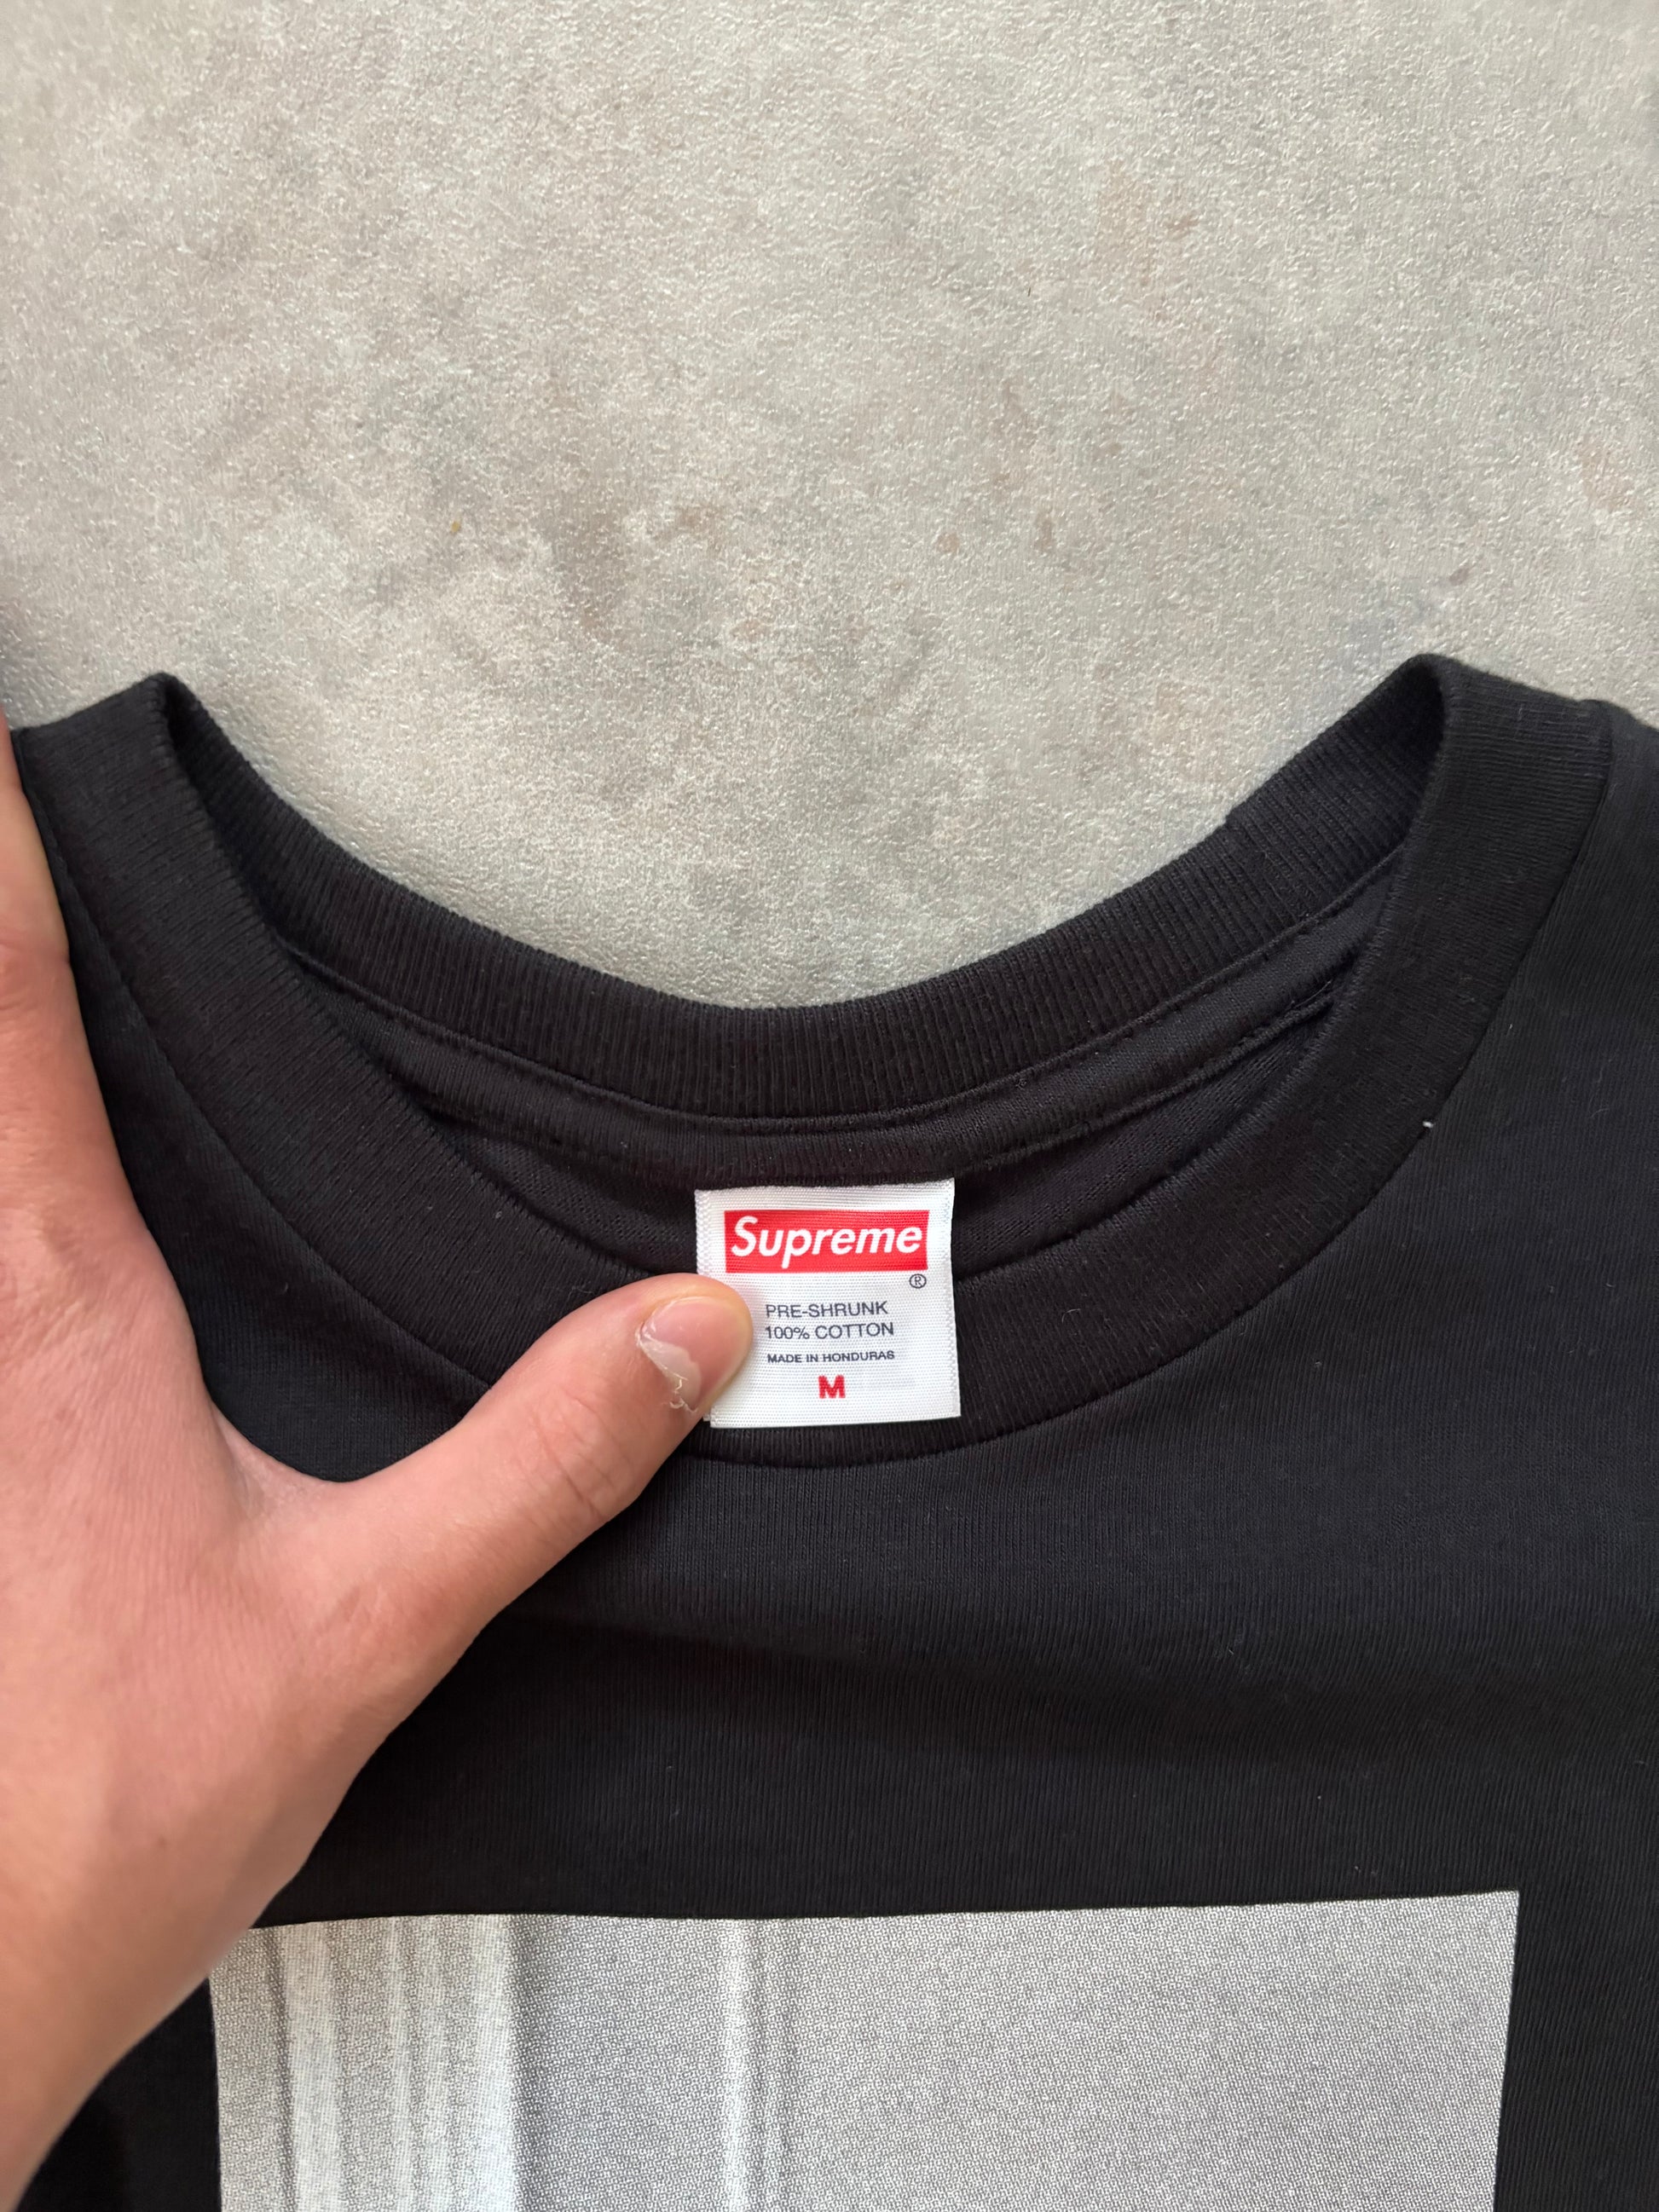 Supreme
®
PRE-SHRUNK
100% COTTON
MADE IN HONDURAS
M